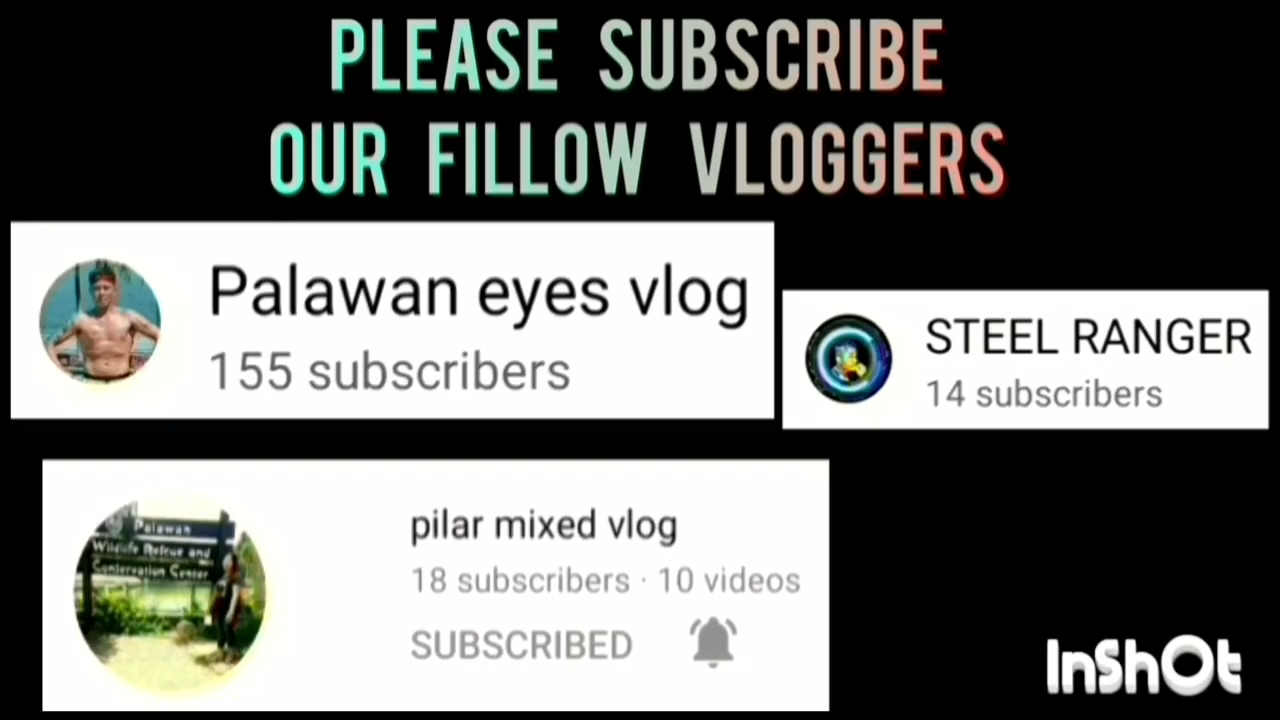 PLEASE SUBSCRIBE
OUR FILLOW VLOGGERS
Palawan eyes vlog
155 subscribers
STEEL RANGER
14 subscribers
Palawan
Wildlife Rescue and
Conservation Center
pilar mixed vlog
18 subscribers · 10 videos
SUBSCRIBED
InShOt